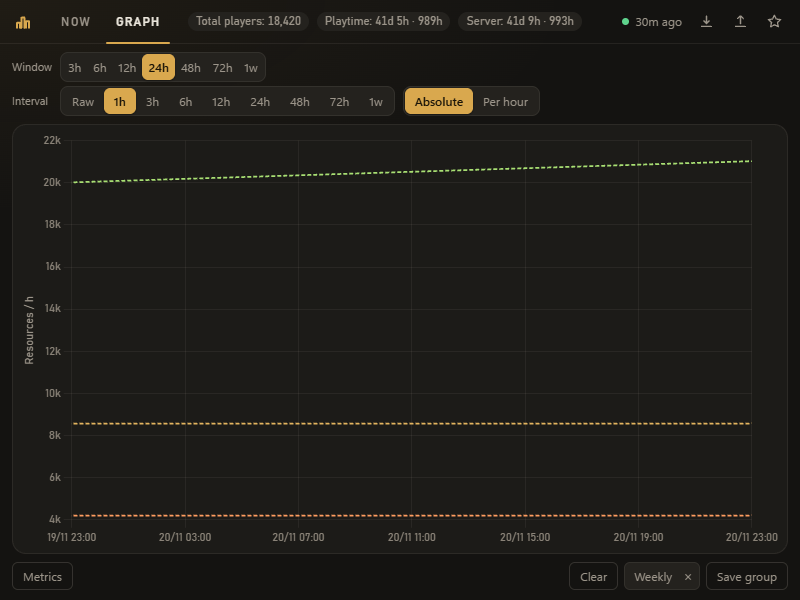 NOW GRAPH Total players: 18,420 Playtime: 41d 5h · 989h Server: 41d 9h · 993h 30m ago
Window 3h 6h 12h 24h 48h 72h 1w
Interval Raw 1h 3h 6h 12h 24h 48h 72h 1w Absolute Per hour
22k
20k
18k
16k
14k
12k
10k
8k
6k
4k
Resources / h
19/11 23:00 20/11 03:00 20/11 07:00 20/11 11:00 20/11 15:00 20/11 19:00 20/11 23:00
Metrics Clear Weekly × Save group